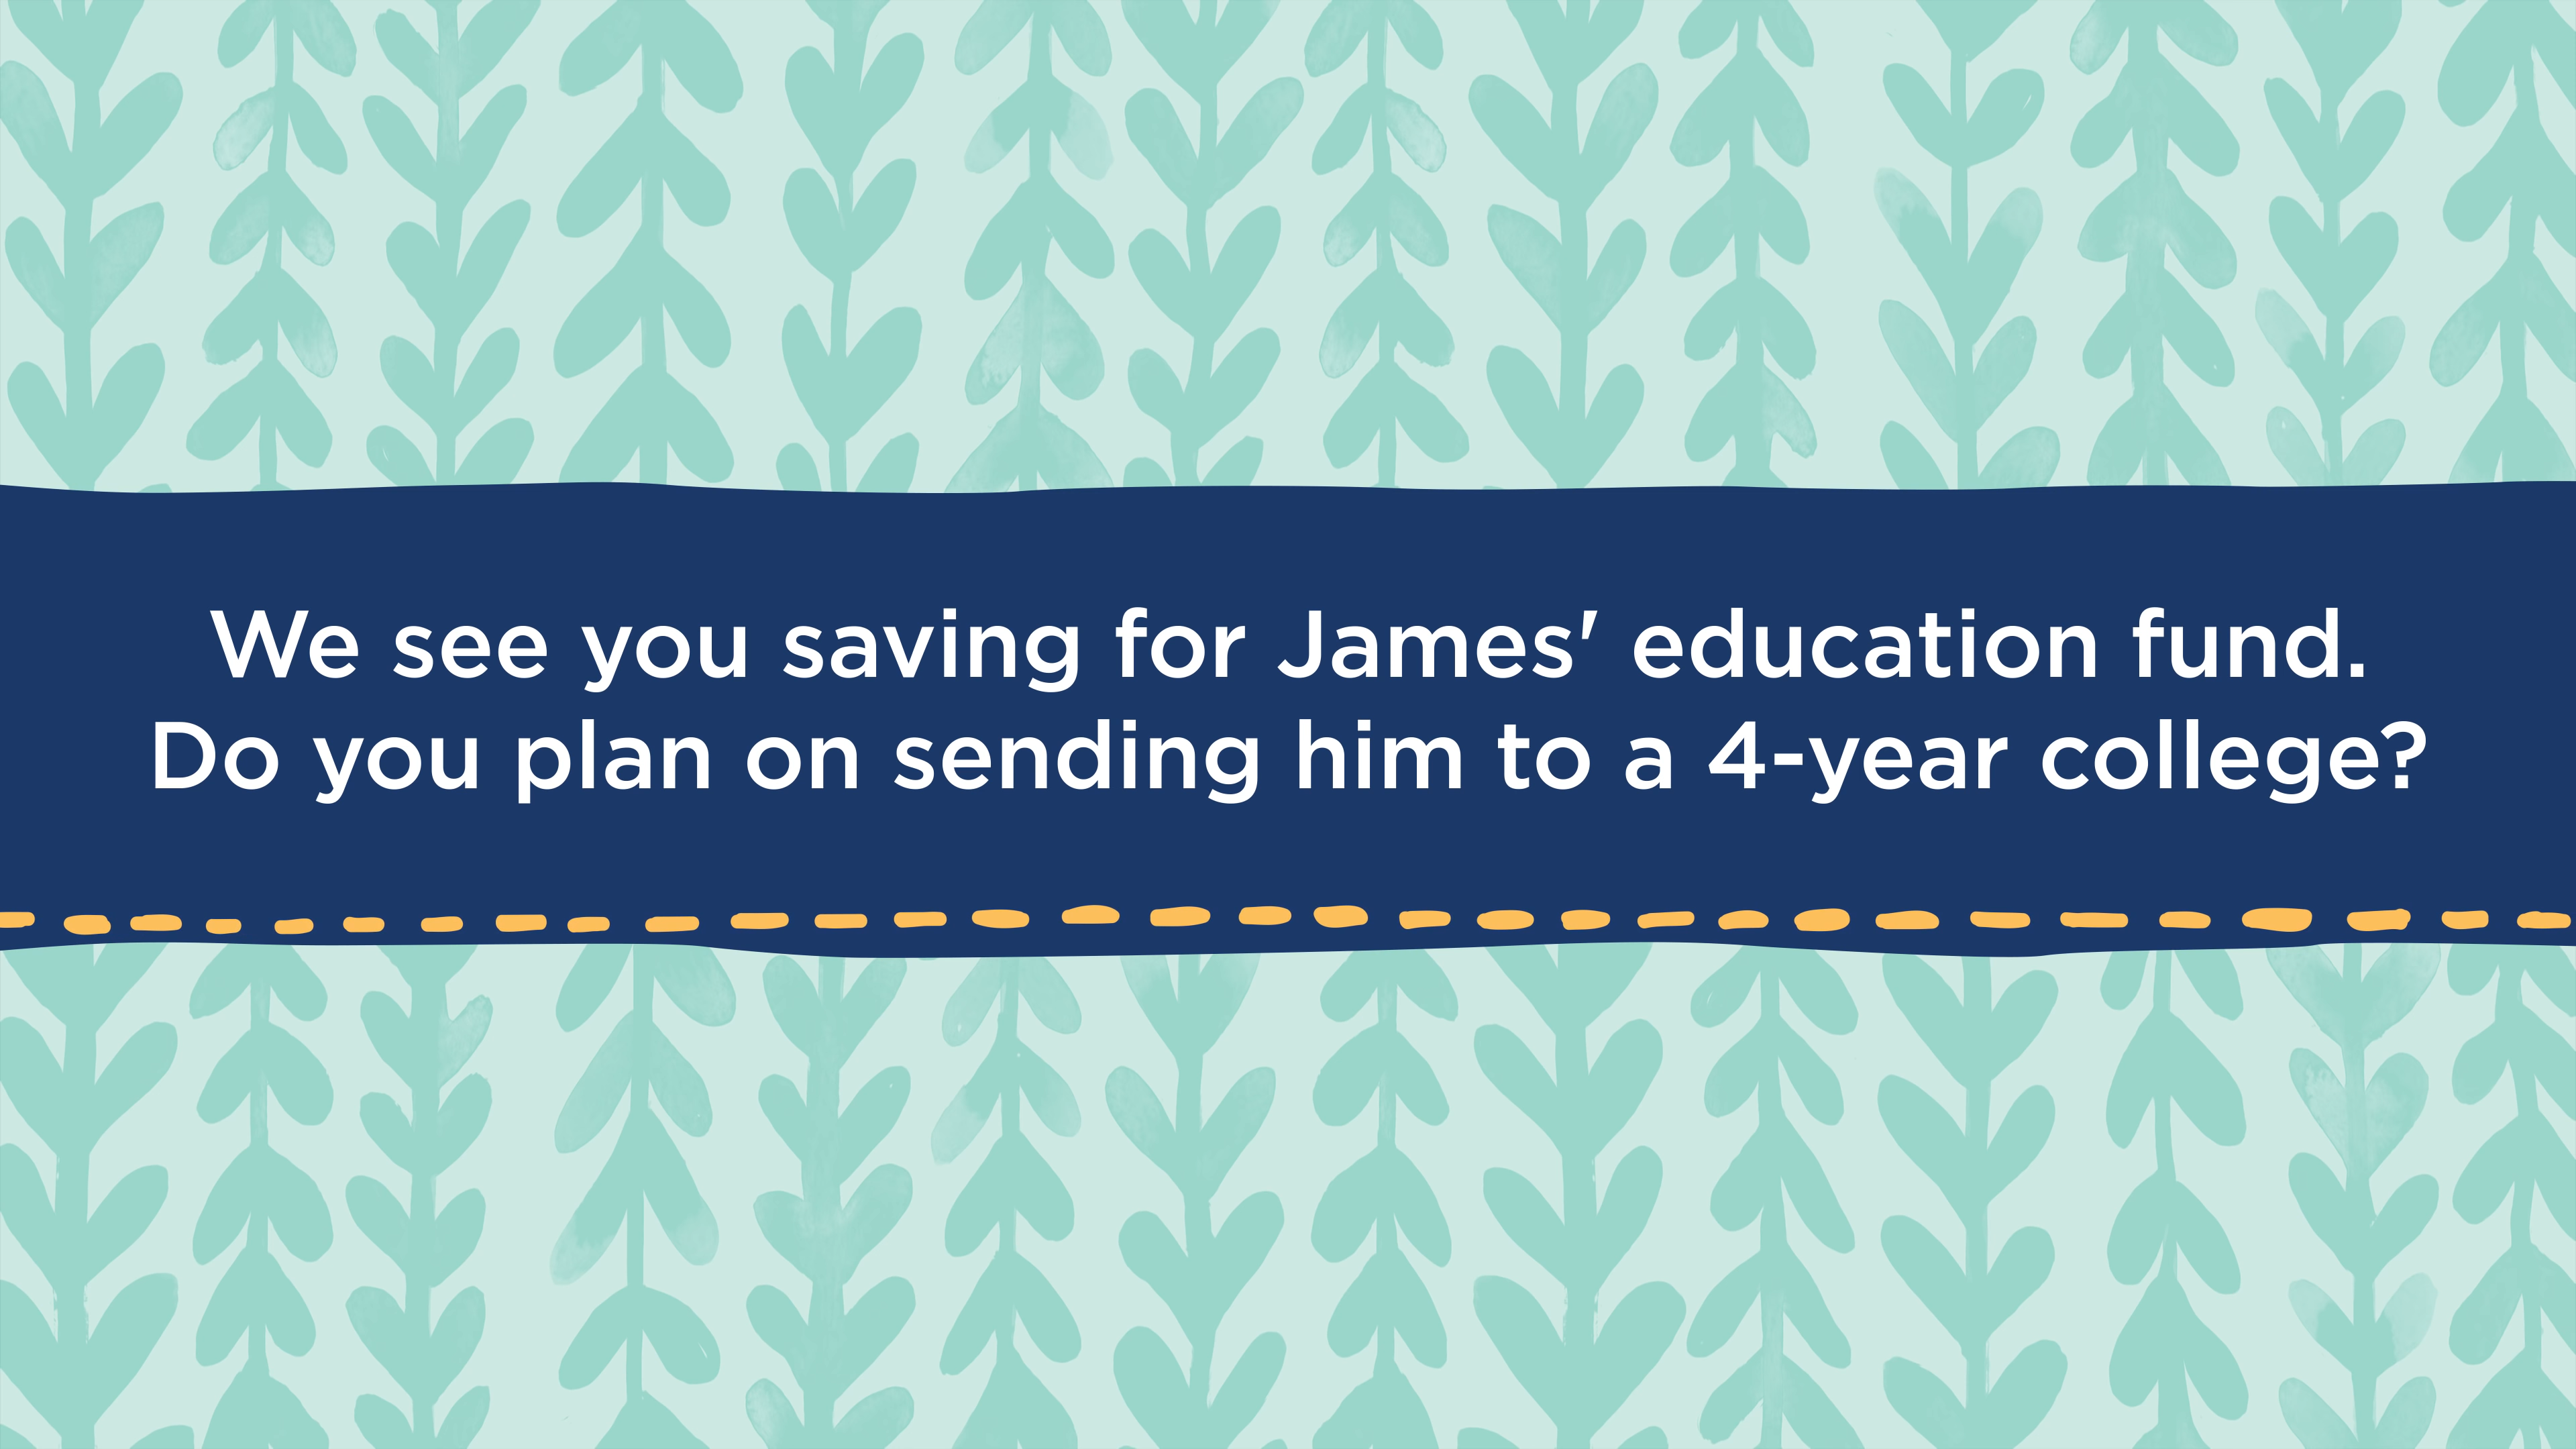 We see you saving for James' education fund.
Do you plan on sending him to a 4-year college?